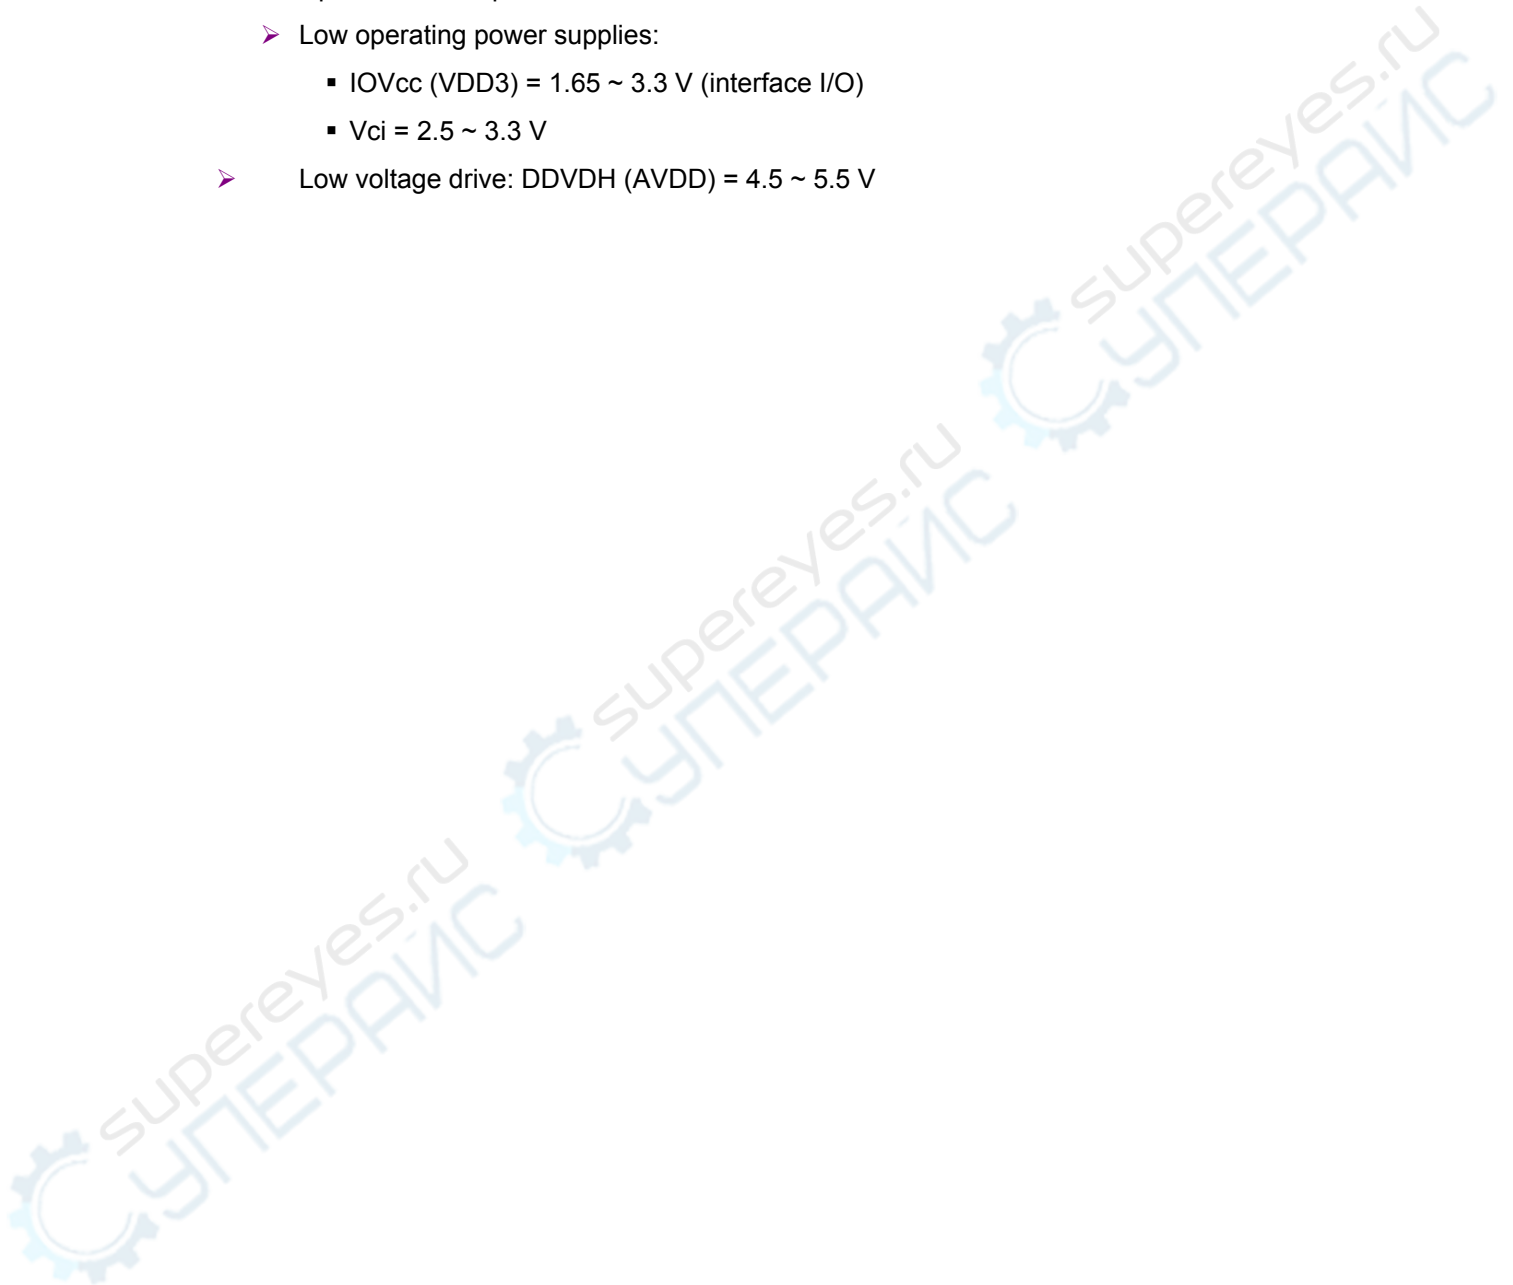 ➢ Low operating power supplies:
▪ IOVcc (VDD3) = 1.65 ~ 3.3 V (interface I/O)
▪ Vci = 2.5 ~ 3.3 V
➢ Low voltage drive: DDVDH (AVDD) = 4.5 ~ 5.5 V
supereyes.ru
СУПЕРАЙС
supereyes.ru
СУПЕРАЙС
supereyes.ru
СУПЕРАЙС